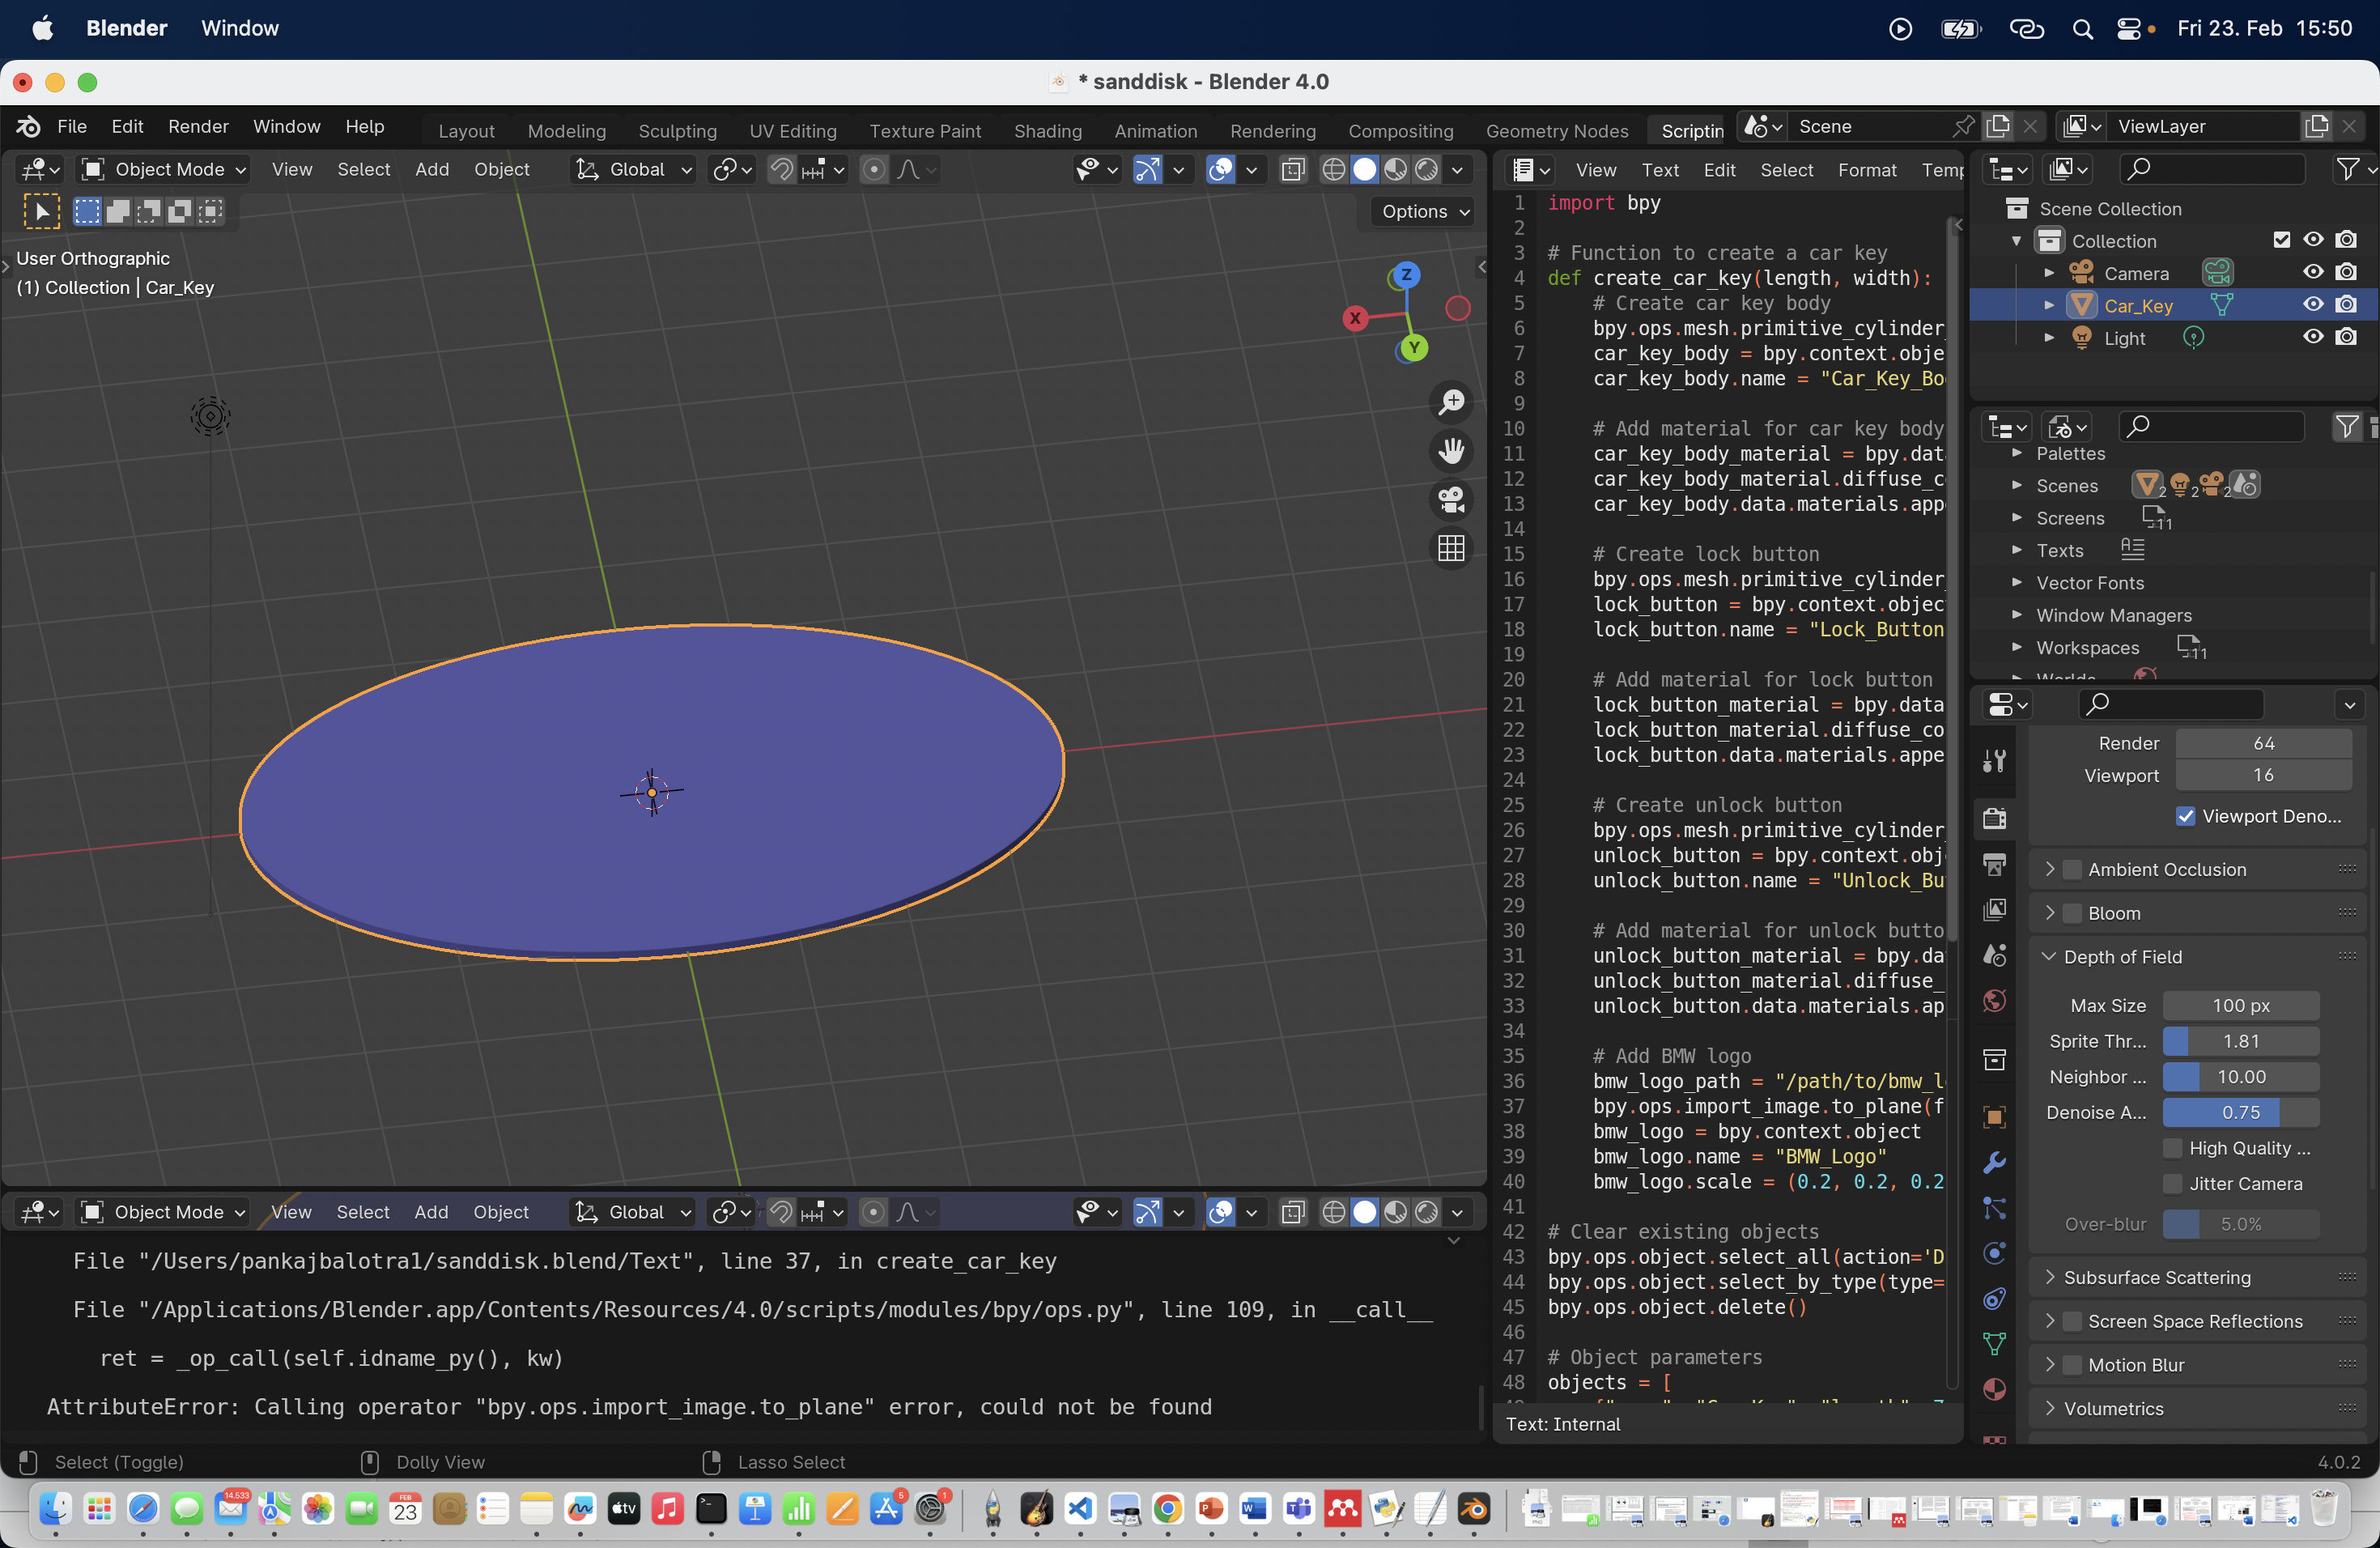 Blender Window Fri 23. Feb 15:50
* sanddisk - Blender 4.0
File Edit Render Window Help Layout Modeling Sculpting UV Editing Texture Paint Shading Animation Rendering Compositing Geometry Nodes Scriptin Scene ViewLayer
Object Mode View Select Add Object Global
Options
User Orthographic
(1) Collection | Car_Key
Z
X
Y
View Text Edit Select Format Temp
1 import bpy
2
3 # Function to create a car key
4 def create_car_key(length, width):
5 # Create car key body
6 bpy.ops.mesh.primitive_cylinder_
7 car_key_body = bpy.context.obje
8 car_key_body.name = "Car_Key_Bo
9
10 # Add material for car key body
11 car_key_body_material = bpy.dat
12 car_key_body_material.diffuse_c
13 car_key_body.data.materials.app
14
15 # Create lock button
16 bpy.ops.mesh.primitive_cylinder_
17 lock_button = bpy.context.objec
18 lock_button.name = "Lock_Button
19
20 # Add material for lock button
21 lock_button_material = bpy.data
22 lock_button_material.diffuse_co
23 lock_button.data.materials.appe
24
25 # Create unlock button
26 bpy.ops.mesh.primitive_cylinder_
27 unlock_button = bpy.context.obj
28 unlock_button.name = "Unlock_Bu
29
30 # Add material for unlock butto
31 unlock_button_material = bpy.da
32 unlock_button_material.diffuse_
33 unlock_button.data.materials.ap
34
35 # Add BMW logo
36 bmw_logo_path = "/path/to/bmw_l
37 bpy.ops.import_image.to_plane(f
38 bmw_logo = bpy.context.object
39 bmw_logo.name = "BMW_Logo"
40 bmw_logo.scale = (0.2, 0.2, 0.2
41
42 # Clear existing objects
43 bpy.ops.object.select_all(action='D
44 bpy.ops.object.select_by_type(type=
45 bpy.ops.object.delete()
46
47 # Object parameters
48 objects = [
Text: Internal
Scene Collection
Collection
Camera
Car_Key
Light
Palettes
Scenes 2 2 2
Screens 11
Texts
Vector Fonts
Window Managers
Workspaces 11
Render 64
Viewport 16
Viewport Deno...
Ambient Occlusion
Bloom
Depth of Field
Max Size 100 px
Sprite Thr... 1.81
Neighbor ... 10.00
Denoise A... 0.75
High Quality ...
Jitter Camera
Over-blur 5.0%
Subsurface Scattering
Screen Space Reflections
Motion Blur
Volumetrics
Object Mode View Select Add Object Global
File "/Users/pankajbalotra1/sanddisk.blend/Text", line 37, in create_car_key
File "/Applications/Blender.app/Contents/Resources/4.0/scripts/modules/bpy/ops.py", line 109, in __call__
ret = _op_call(self.idname_py(), kw)
AttributeError: Calling operator "bpy.ops.import_image.to_plane" error, could not be found
Select (Toggle) Dolly View Lasso Select 4.0.2
14.533 FEB 23 tv 5 1